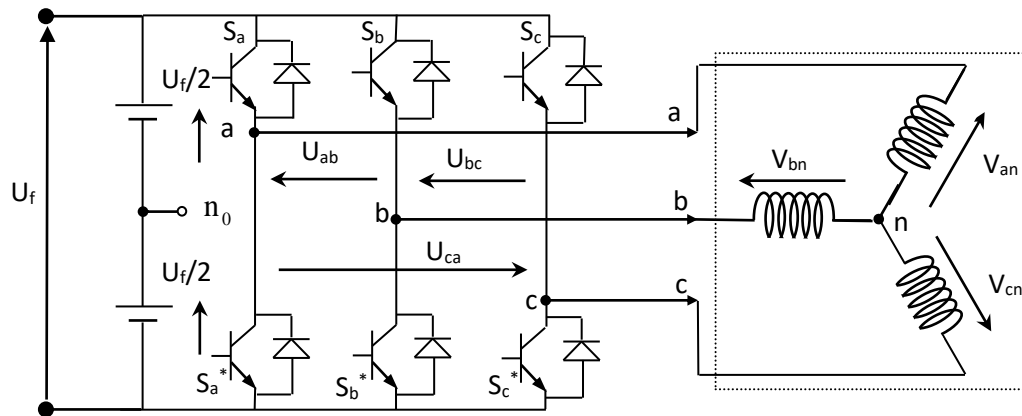 Sa Sb Sc
Uf/2
a a
Uab Ubc Vbn Van
Uf n0 b b n
Uf/2 Uca Vcn
c c
Sa* Sb* Sc*